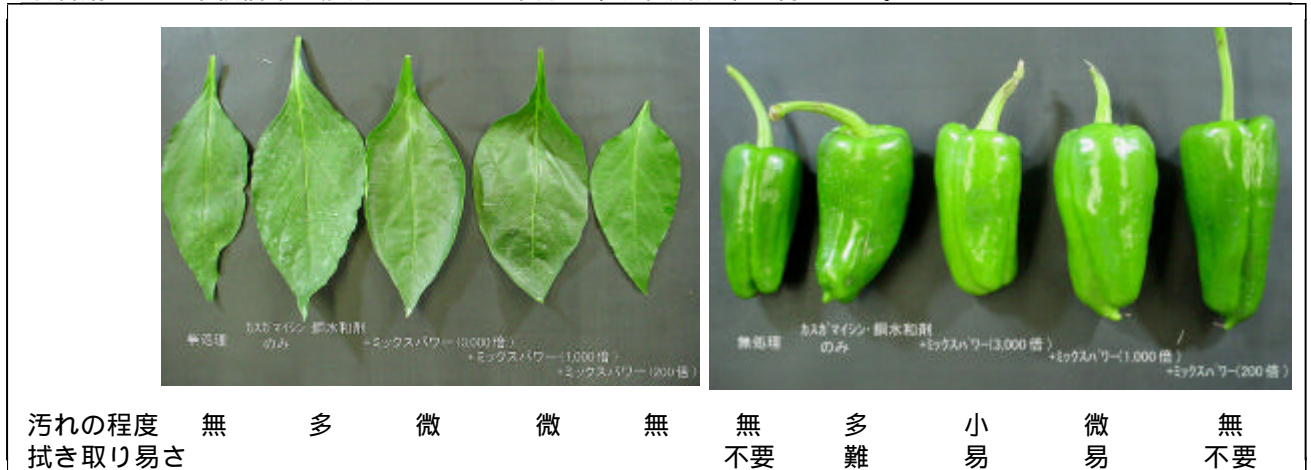 無処理 カスガマイシン・銅水和剤
のみ
+ミックスパワー(3,000倍)
+ミックスパワー(1,000倍)
+ミックスパワー(200倍)
無処理 カスガマイシン・銅水和剤
のみ
+ミックスパワー(3,000倍)
+ミックスパワー(1,000倍)
+ミックスパワー(200倍)
汚れの程度 無 多 微 微 無 無 多 小 微 無
拭き取り易さ 不要 難 易 易 不要